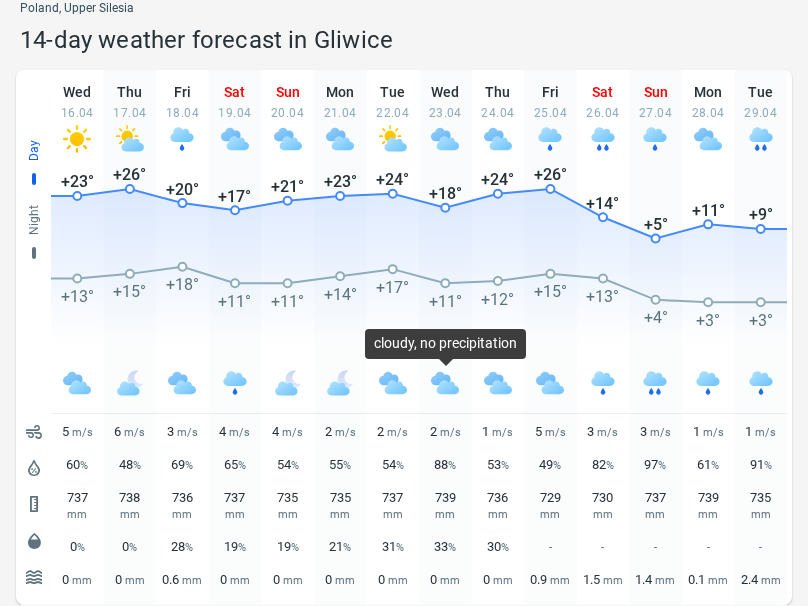 Poland, Upper Silesia
14-day weather forecast in Gliwice
Wed Thu Fri Sat Sun Mon Tue Wed Thu Fri Sat Sun Mon Tue
16.04 17.04 18.04 19.04 20.04 21.04 22.04 23.04 24.04 25.04 26.04 27.04 28.04 29.04
Day
Night
+23° +26° +20° +17° +21° +23° +24° +18° +24° +26° +14° +5° +11° +9°
+13° +15° +18° +11° +11° +14° +17° +11° +12° +15° +13° +4° +3° +3°
cloudy, no precipitation
5 m/s 6 m/s 3 m/s 4 m/s 4 m/s 2 m/s 2 m/s 2 m/s 1 m/s 5 m/s 3 m/s 3 m/s 1 m/s 1 m/s
60% 48% 69% 65% 54% 55% 54% 88% 53% 49% 82% 97% 61% 91%
737 738 736 737 735 735 737 739 736 729 730 737 739 735
mm mm mm mm mm mm mm mm mm mm mm mm mm mm
0% 0% 28% 19% 19% 21% 31% 33% 30% - - - - -
0 mm 0 mm 0.6 mm 0 mm 0 mm 0 mm 0 mm 0 mm 0 mm 0.9 mm 1.5 mm 1.4 mm 0.1 mm 2.4 mm